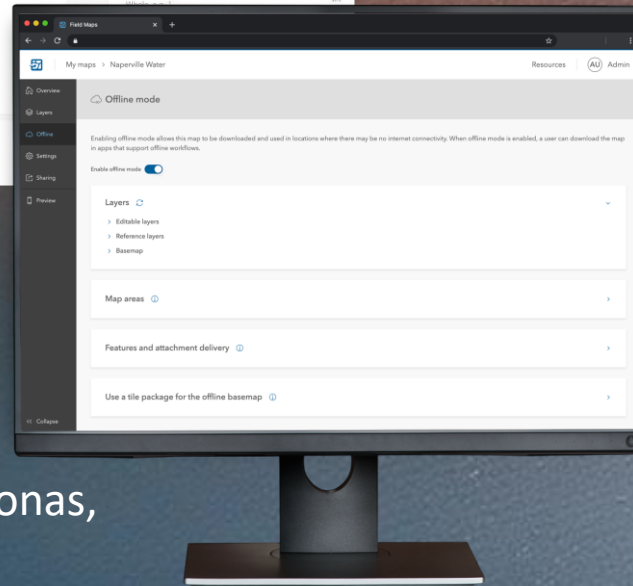 Field Maps
My maps > Naperville Water
Resources
AU Admin
Overview
Layers
Offline
Settings
Sharing
Preview
<< Collapse
Offline mode
Enabling offline mode allows this map to be downloaded and used in locations where there may be no internet connectivity. When offline mode is enabled, a user can download the map
in apps that support offline workflows.
Enable offline mode
Layers
> Editable layers
> Reference layers
> Basemap
Map areas
Features and attachment delivery
Use a tile package for the offline basemap
onas,